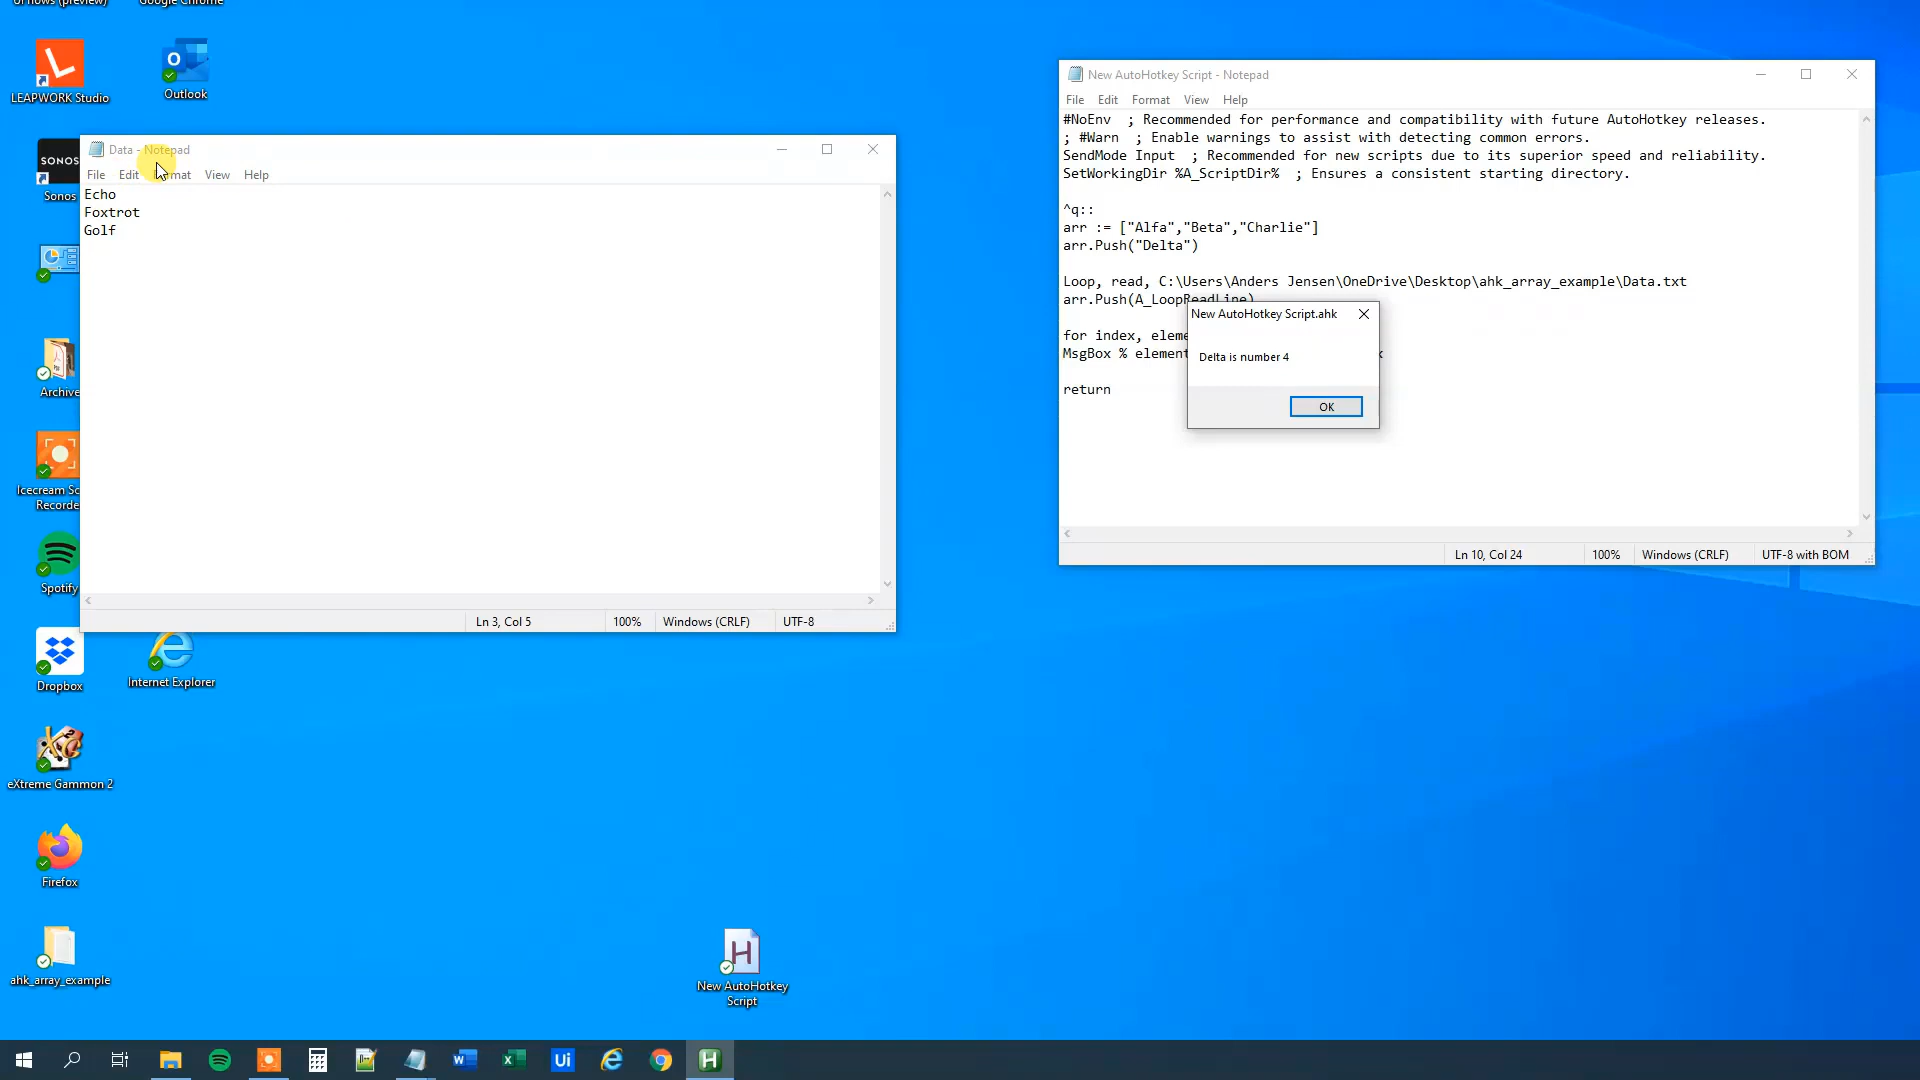 Google Chrome
LEAPWORK Studio
Outlook
SONOS
Sonos
Archive
Icecream Sc
Recorde
Spotify
Dropbox
Internet Explorer
eXtreme Gammon 2
Firefox
ahk_array_example
New AutoHotkey
Script
Data - Notepad
File Edit Format View Help
Echo
Foxtrot
Golf
Ln 3, Col 5 100% Windows (CRLF) UTF-8
New AutoHotkey Script - Notepad
File Edit Format View Help
#NoEnv  ; Recommended for performance and compatibility with future AutoHotkey releases.
; #Warn  ; Enable warnings to assist with detecting common errors.
SendMode Input  ; Recommended for new scripts due to its superior speed and reliability.
SetWorkingDir %A_ScriptDir%  ; Ensures a consistent starting directory.
^q::
arr := ["Alfa","Beta","Charlie"]
arr.Push("Delta")
Loop, read, C:\Users\Anders Jensen\OneDrive\Desktop\ahk_array_example\Data.txt
arr.Push(A_LoopReadLine)
for index, eleme
MsgBox % element
return
New AutoHotkey Script.ahk
Delta is number 4
OK
Ln 10, Col 24 100% Windows (CRLF) UTF-8 with BOM